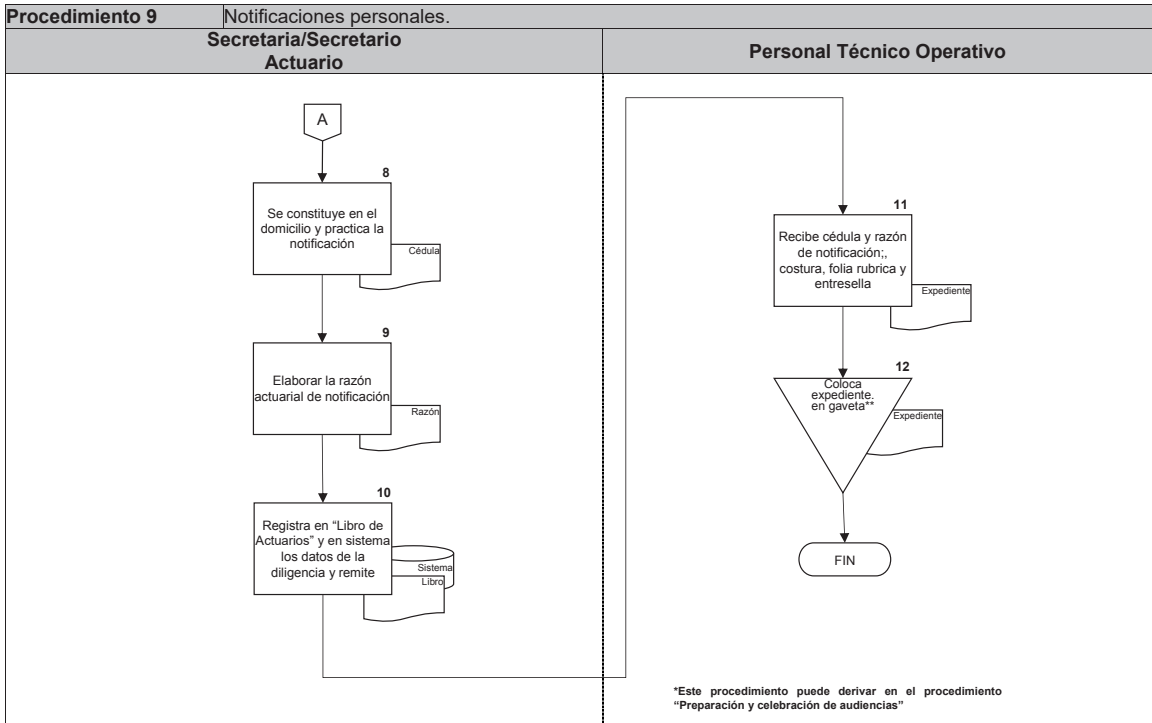 Procedimiento 9 Notificaciones personales.
Secretaria/Secretario
Actuario
Personal Técnico Operativo
A
8
Se constituye en el
domicilio y practica la
notificación
Cédula
9
Elaborar la razón
actuarial de notificación
Razón
10
Registra en “Libro de
Actuarios” y en sistema
los datos de la
diligencia y remite
Sistema
Libro
11
Recibe cédula y razón
de notificación;,
costura, folia rubrica y
entresella
Expediente
12
Coloca
expediente.
en gaveta**
Expediente
FIN
*Este procedimiento puede derivar en el procedimiento
“Preparación y celebración de audiencias”